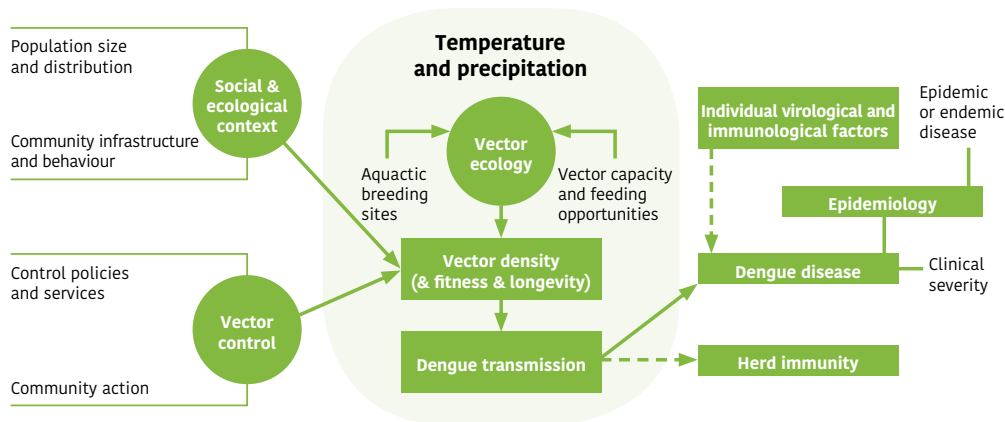 Population size
and distribution
Social &
ecological
context
Community infrastructure
and behaviour
Control policies
and services
Vector
control
Community action
Temperature
and precipitation
Vector
ecology
Aquactic
breeding
sites
Vector capacity
and feeding
opportunities
Vector density
(& fitness & longevity)
Dengue transmission
Individual virological and
immunological factors
Epidemic
or endemic
disease
Epidemiology
Dengue disease
Clinical
severity
Herd immunity